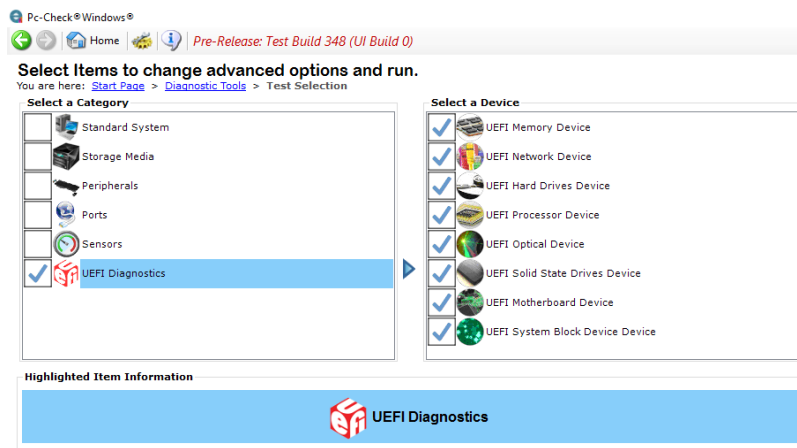 Pc-Check®Windows®
Home
Pre-Release: Test Build 348 (UI Build 0)
Select Items to change advanced options and run.
You are here: Start Page > Diagnostic Tools > Test Selection
Select a Category
Standard System
Storage Media
Peripherals
Ports
Sensors
UEFI Diagnostics
Select a Device
UEFI Memory Device
UEFI Network Device
UEFI Hard Drives Device
UEFI Processor Device
UEFI Optical Device
UEFI Solid State Drives Device
UEFI Motherboard Device
UEFI System Block Device Device
Highlighted Item Information
UEFI Diagnostics